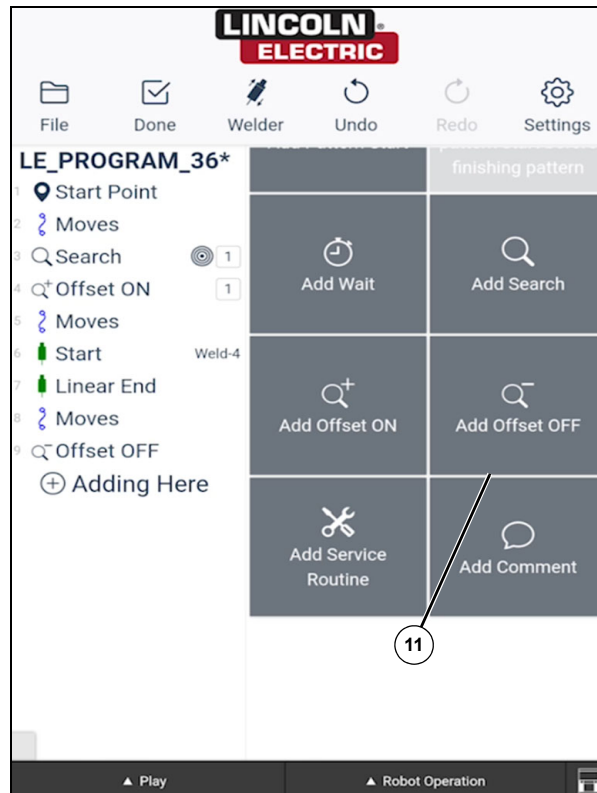 LINCOLN
ELECTRIC
File Done Welder Undo Redo Settings
LE_PROGRAM_36*
1 Start Point
2 Moves
3 Search 1
4 Offset ON 1
5 Moves
6 Start Weld-4
7 Linear End
8 Moves
9 Offset OFF
Adding Here
finishing pattern
Add Wait Add Search
Add Offset ON Add Offset OFF
Add Service
Routine
Add Comment
11
Play Robot Operation